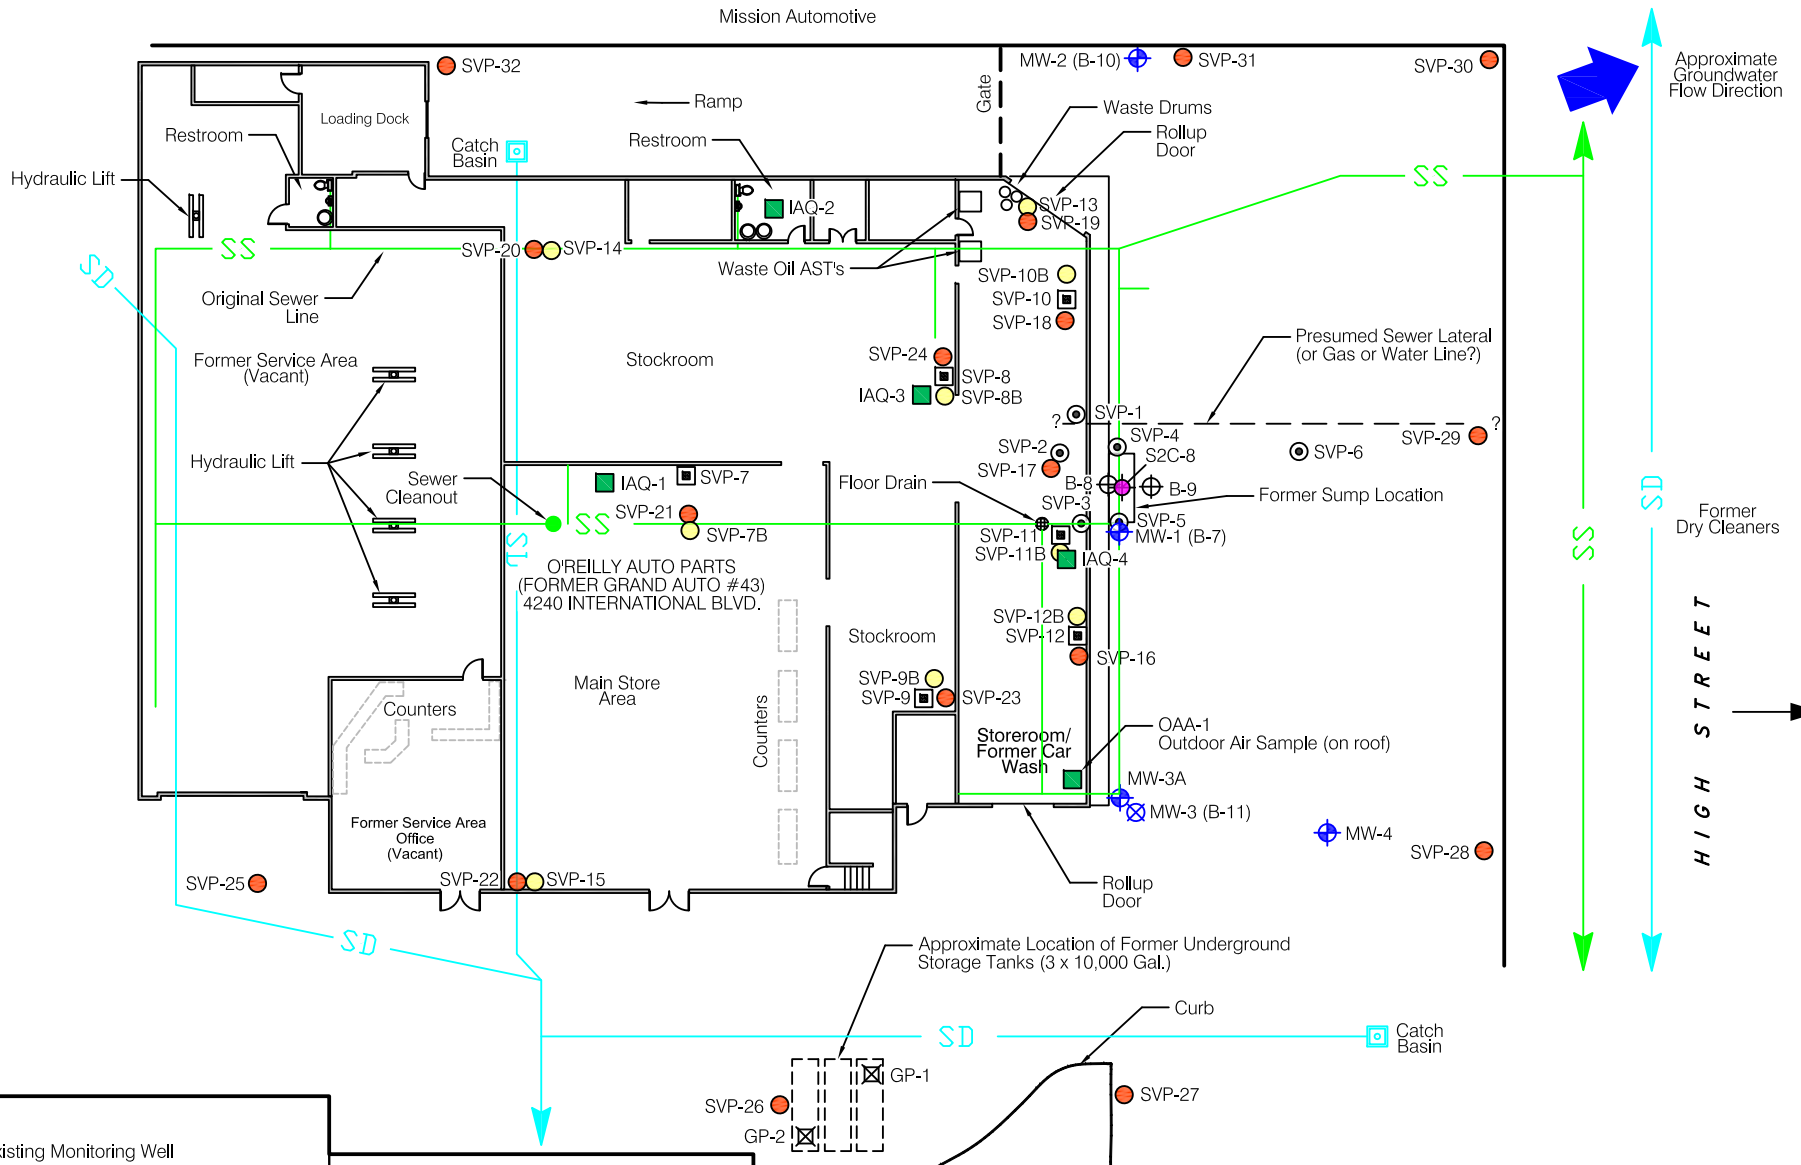 Mission Automotive
SVP-32
MW-2 (B-10)
SVP-31
SVP-30
Approximate
Groundwater
Flow Direction
Gate
Ramp
Waste Drums
Loading Dock
Restroom
Catch
Basin
Restroom
Rollup
Door
Hydraulic Lift
SS
IAQ-2
SVP-13
SVP-19
SS
SVP-20
SVP-14
SD
Waste Oil AST's
SVP-10B
SVP-10
SVP-18
Original Sewer
Line
Presumed Sewer Lateral
(or Gas or Water Line?)
Former Service Area
(Vacant)
Stockroom
SVP-24
SVP-8
IAQ-3
SVP-8B
SVP-1
?
?
SVP-4
SVP-29
SVP-2
S2C-8
SVP-6
SVP-17
Hydraulic Lift
Sewer
Cleanout
IAQ-1
SVP-7
Floor Drain
B-8
B-9
Former Sump Location
SD
SVP-3
SVP-21
SS
SVP-7B
SVP-5
SVP-11
MW-1 (B-7)
SVP-11B
IAQ-4
Former
Dry Cleaners
SS
SD
O'REILLY AUTO PARTS
(FORMER GRAND AUTO #43)
4240 INTERNATIONAL BLVD.
SVP-12B
SVP-12
SVP-16
Stockroom
HIGH STREET
Main Store
Area
SVP-9B
SVP-9
SVP-23
Counters
Counters
Storeroom/
Former Car
Wash
OAA-1
Outdoor Air Sample (on roof)
MW-3A
MW-3 (B-11)
MW-4
SVP-28
Former Service Area
Office
(Vacant)
SVP-25
SVP-22
SVP-15
Rollup
Door
SD
Approximate Location of Former Underground
Storage Tanks (3 x 10,000 Gal.)
Curb
SD
Catch
Basin
GP-1
SVP-26
SVP-27
GP-2
xisting Monitoring Well